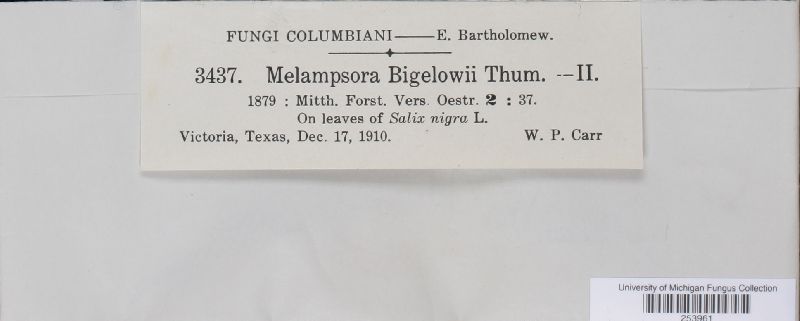 FUNGI COLUMBIANI——E. Bartholomew.
3437. Melampsora Bigelowii Thum. —II.
1879 : Mitth. Forst. Vers. Oestr. 2 : 37.
On leaves of Salix nigra L.
Victoria, Texas, Dec. 17, 1910. W. P. Carr
University of Michigan Fungus Collection
253961